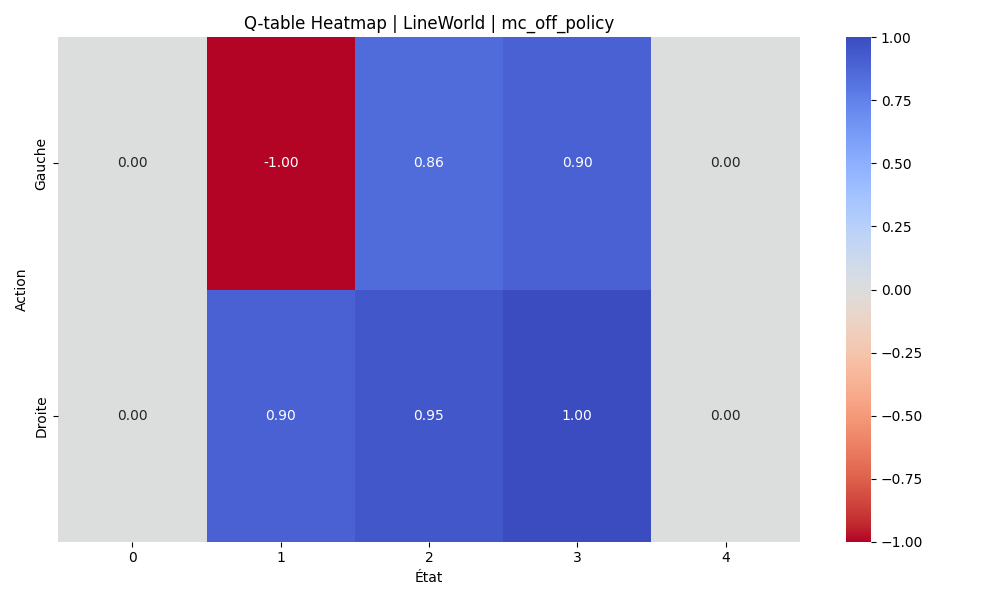 Q-table Heatmap | LineWorld | mc_off_policy
Action
Gauche
0.00 -1.00 0.86 0.90 0.00
Droite
0.00 0.90 0.95 1.00 0.00
0 1 2 3 4
État
1.00
0.75
0.50
0.25
0.00
−0.25
−0.50
−0.75
−1.00